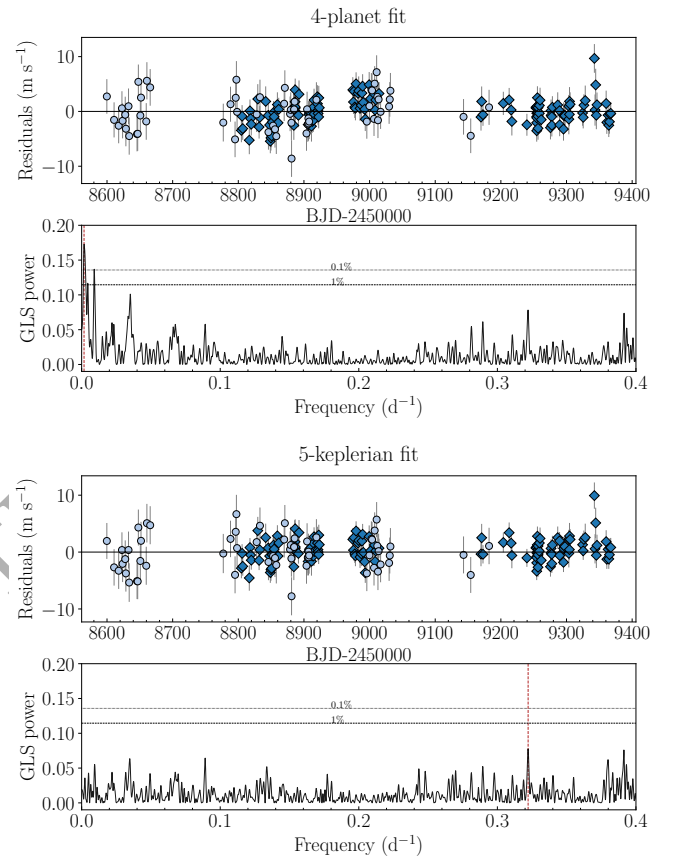 4-planet fit
10
0
−10
Residuals (m s⁻¹)
8600 8700 8800 8900 9000 9100 9200 9300 9400
BJD-2450000
0.20
0.15
0.10
0.05
0.00
GLS power
0.1%
1%
0.0 0.1 0.2 0.3 0.4
Frequency (d⁻¹)
5-keplerian fit
10
0
−10
Residuals (m s⁻¹)
8600 8700 8800 8900 9000 9100 9200 9300 9400
BJD-2450000
0.20
0.15
0.10
0.05
0.00
GLS power
0.1%
1%
0.0 0.1 0.2 0.3 0.4
Frequency (d⁻¹)